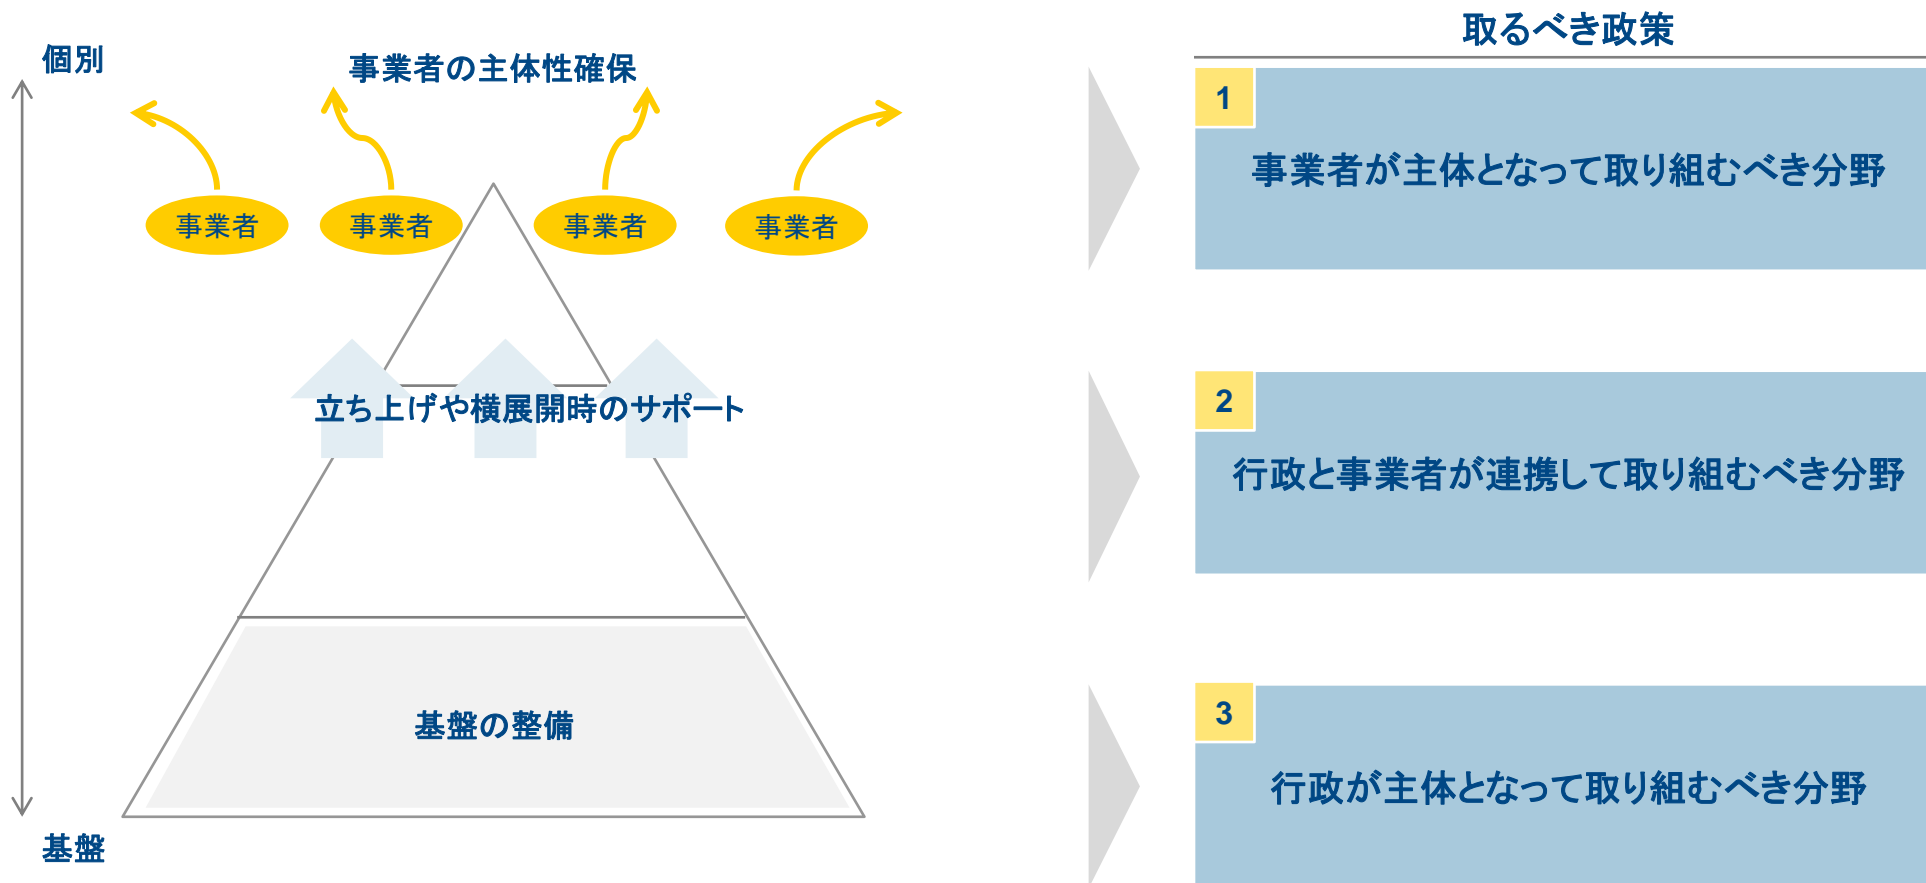 個別
事業者の主体性確保
事業者
事業者
事業者
事業者
立ち上げや横展開時のサポート
基盤の整備
基盤
取るべき政策
1
事業者が主体となって取り組むべき分野
2
行政と事業者が連携して取り組むべき分野
3
行政が主体となって取り組むべき分野